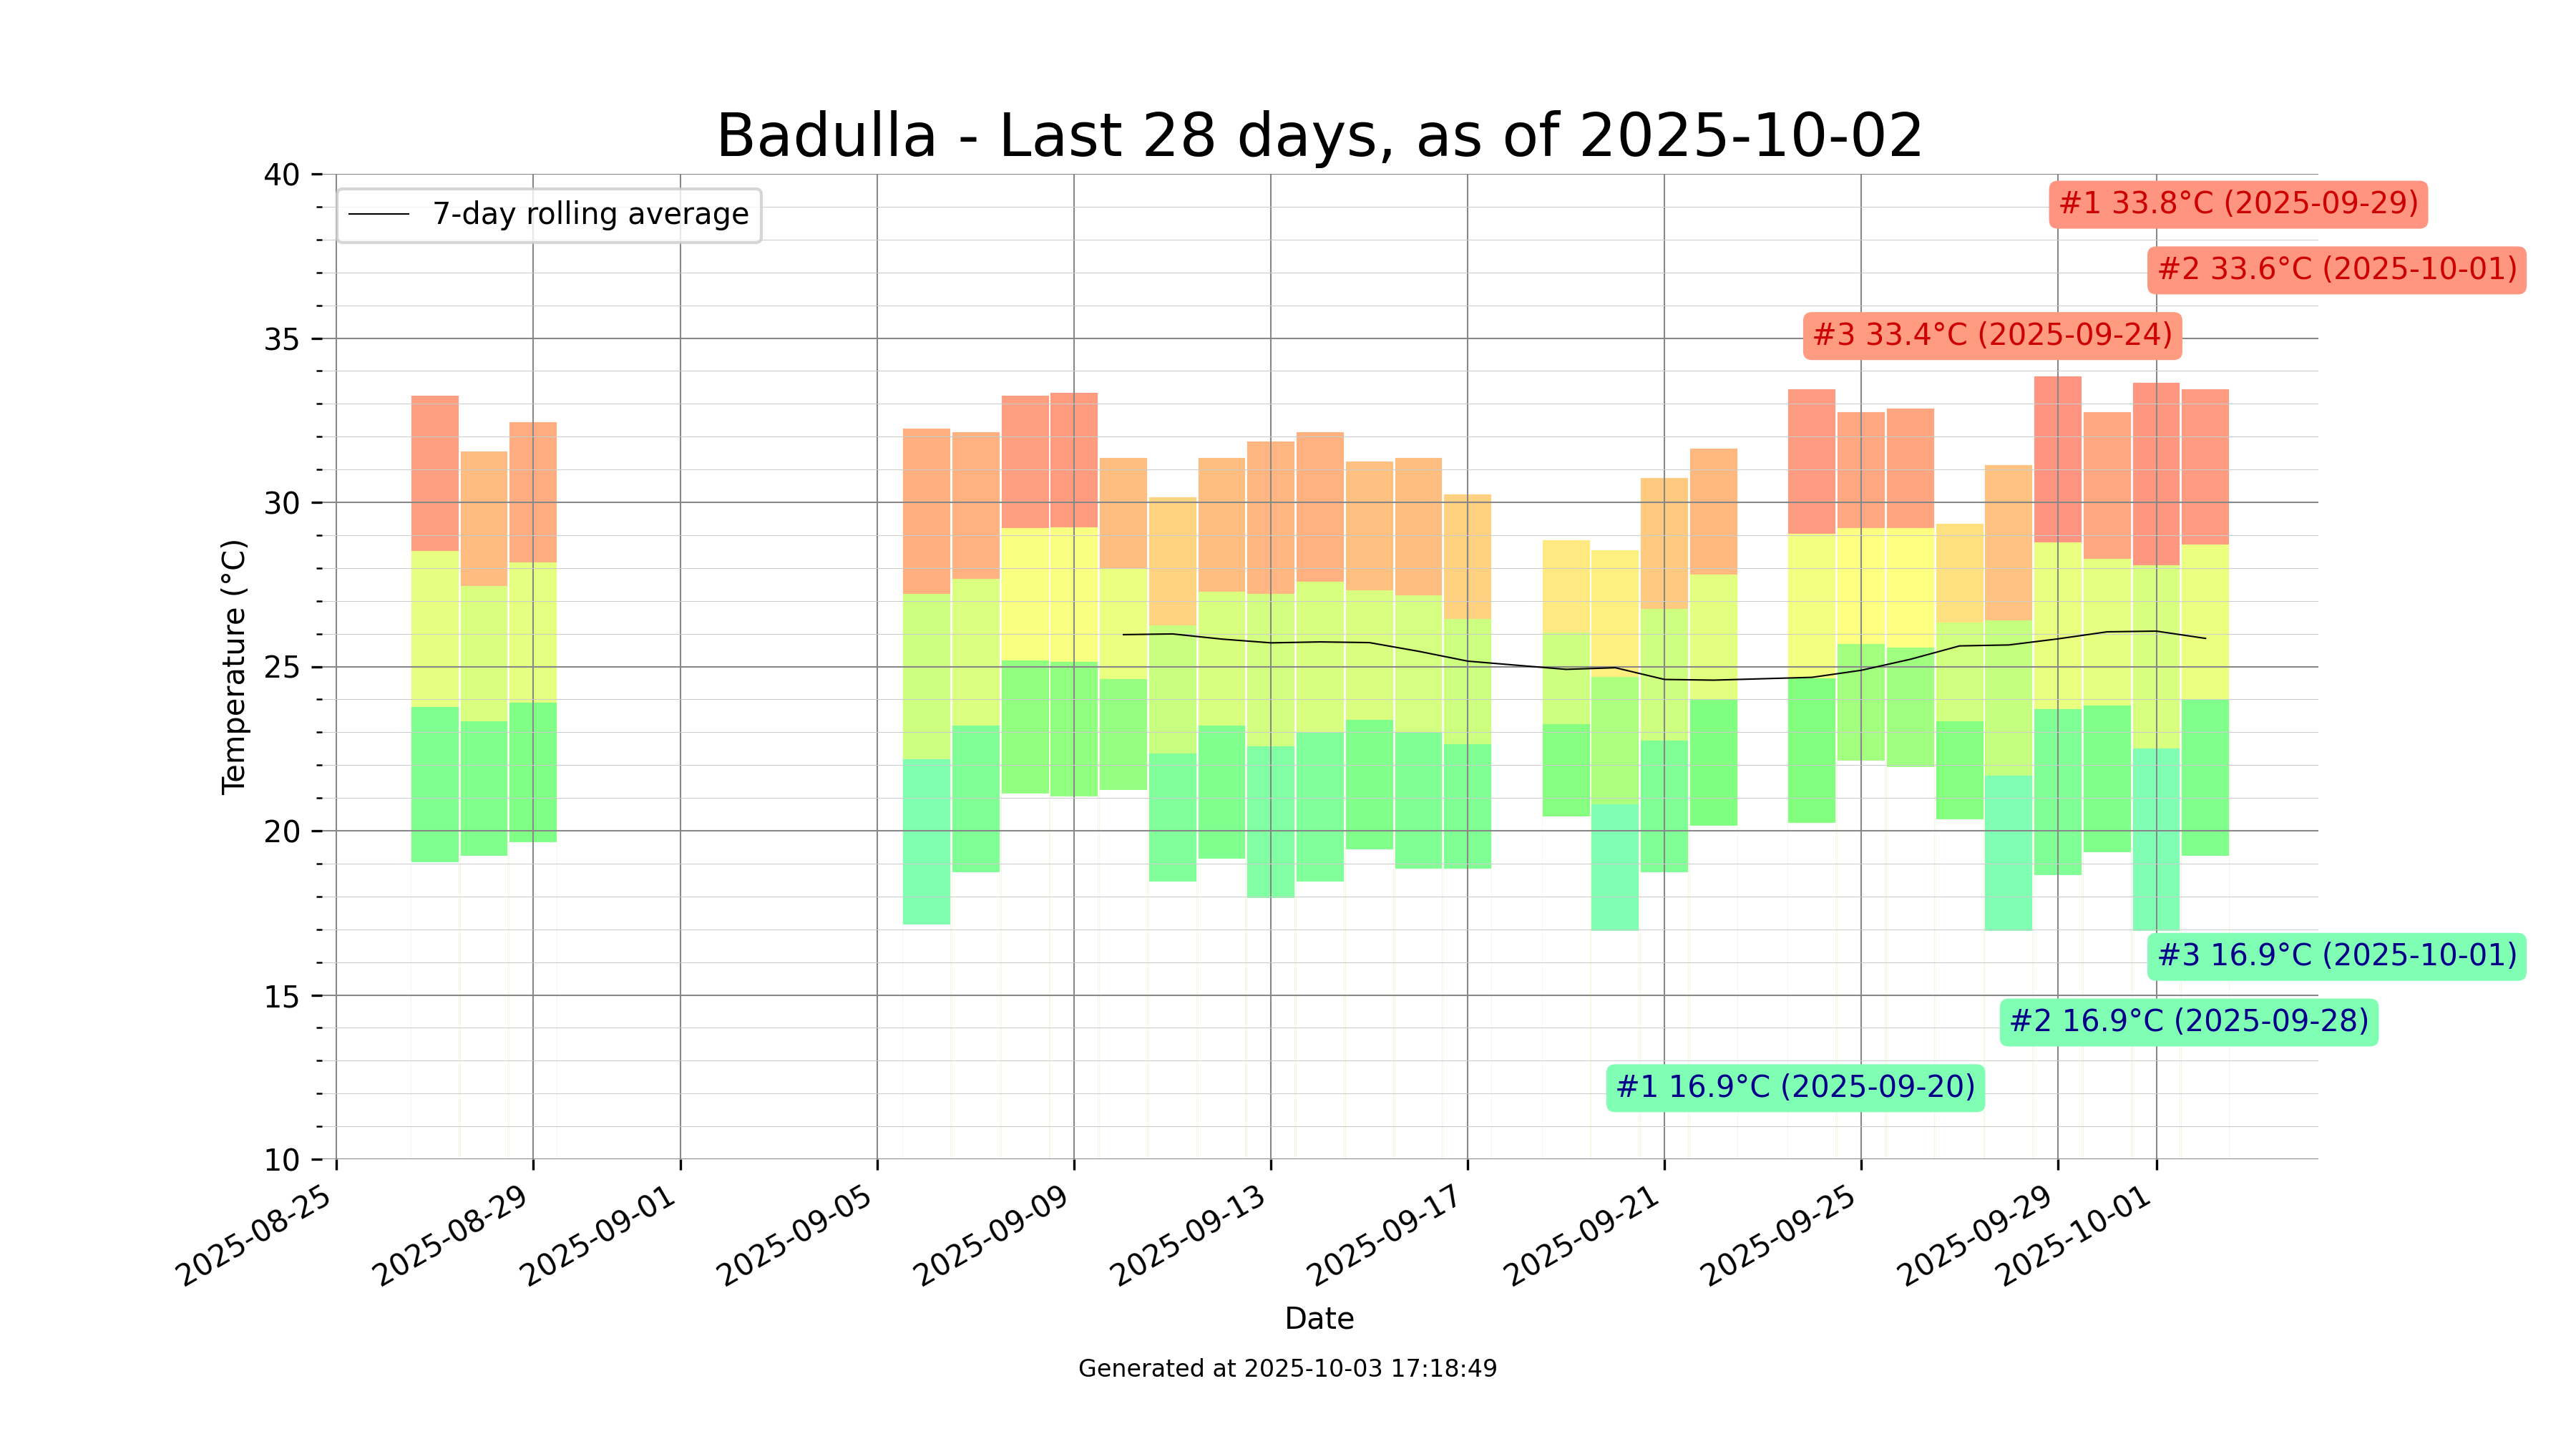 Badulla - Last 28 days, as of 2025-10-02
7-day rolling average
#1 33.8°C (2025-09-29)
#2 33.6°C (2025-10-01)
#3 33.4°C (2025-09-24)
#3 16.9°C (2025-10-01)
#2 16.9°C (2025-09-28)
#1 16.9°C (2025-09-20)
Temperature (°C)
40
35
30
25
20
15
10
2025-08-25
2025-08-29
2025-09-01
2025-09-05
2025-09-09
2025-09-13
2025-09-17
2025-09-21
2025-09-25
2025-09-29
2025-10-01
Date
Generated at 2025-10-03 17:18:49